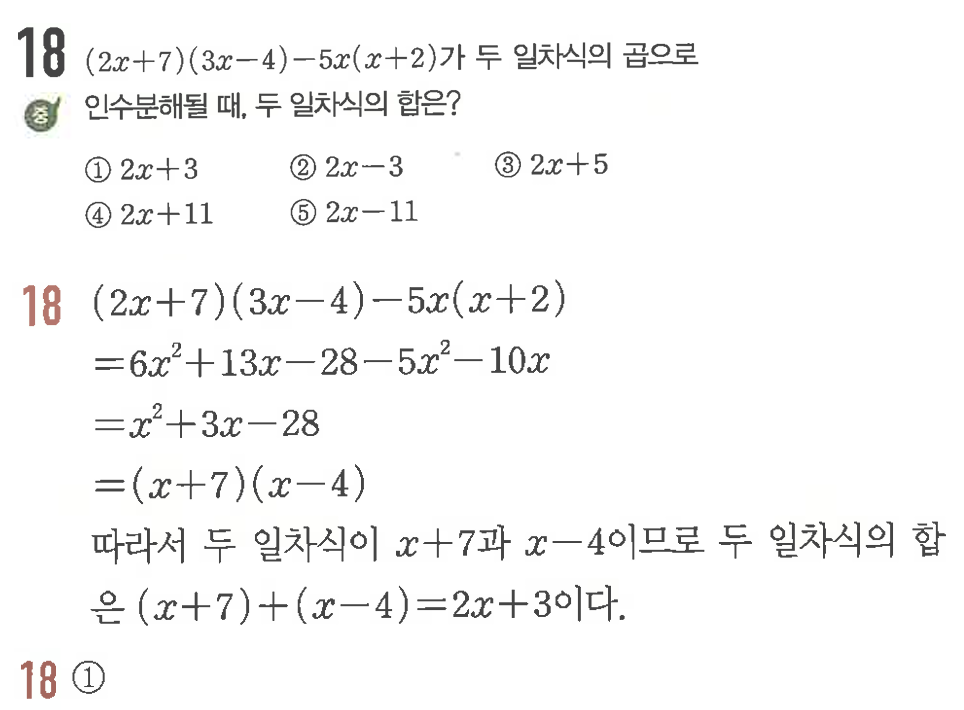 18 (2x+7)(3x-4)-5x(x+2)가 두 일차식의 곱으로
중 인수분해될 때, 두 일차식의 합은?
① 2x+3 ② 2x-3 ③ 2x+5
④ 2x+11 ⑤ 2x-11
18 (2x+7)(3x-4)-5x(x+2)
=6x²+13x-28-5x²-10x
=x²+3x-28
=(x+7)(x-4)
따라서 두 일차식이 x+7과 x-4이므로 두 일차식의 합
은 (x+7)+(x-4)=2x+3이다.
18 ①